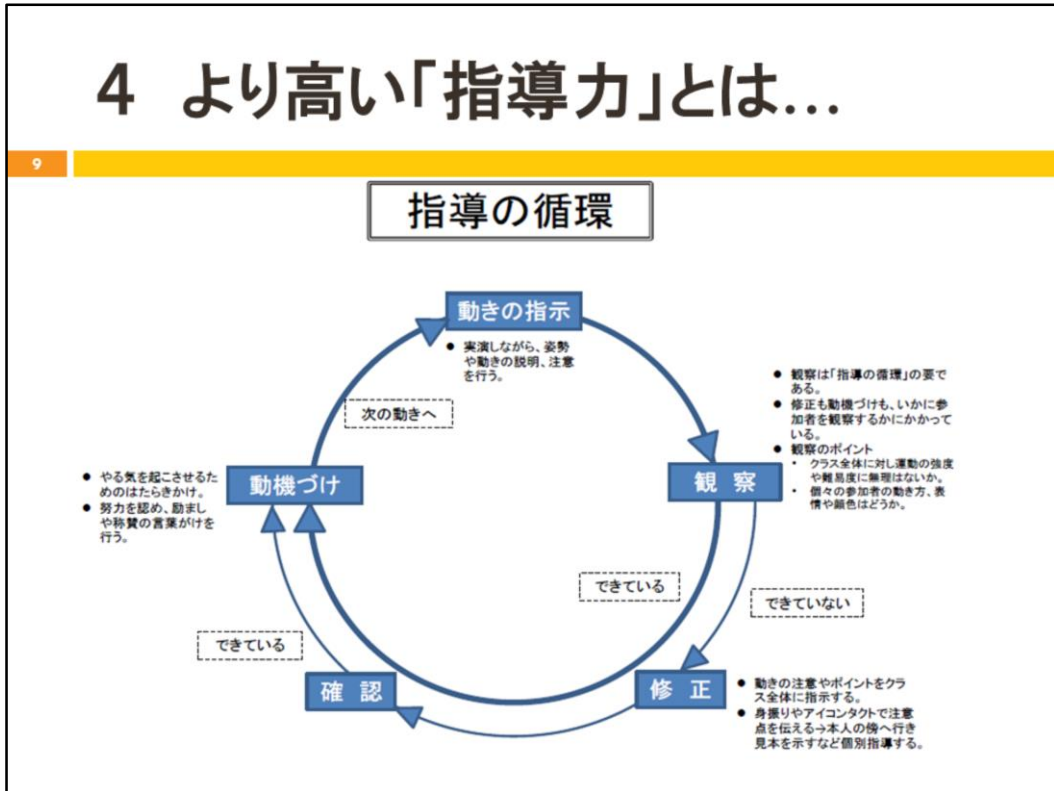 4 より高い「指導力」とは…
9
指導の循環
動きの指示
● 実演しながら、姿勢
や動きの説明、注意
を行う。
次の動きへ
● 観察は「指導の循環」の要で
ある。
● 修正も動機づけも、いかに参
加者を観察するかにかかって
いる。
● 観察のポイント
・ クラス全体に対し運動の強度
や難易度に無理はないか。
・ 個々の参加者の動き方、表
情や顔色はどうか。
観 察
動機づけ
● やる気を起こさせるた
めのはたらきかけ。
● 努力を認め、励まし
や称賛の言葉がけを
行う。
できている
できていない
できている
確 認
修 正
● 動きの注意やポイントをクラ
ス全体に指示する。
● 身振りやアイコンタクトで注意
点を伝える→本人の傍へ行き
見本を示すなど個別指導する。